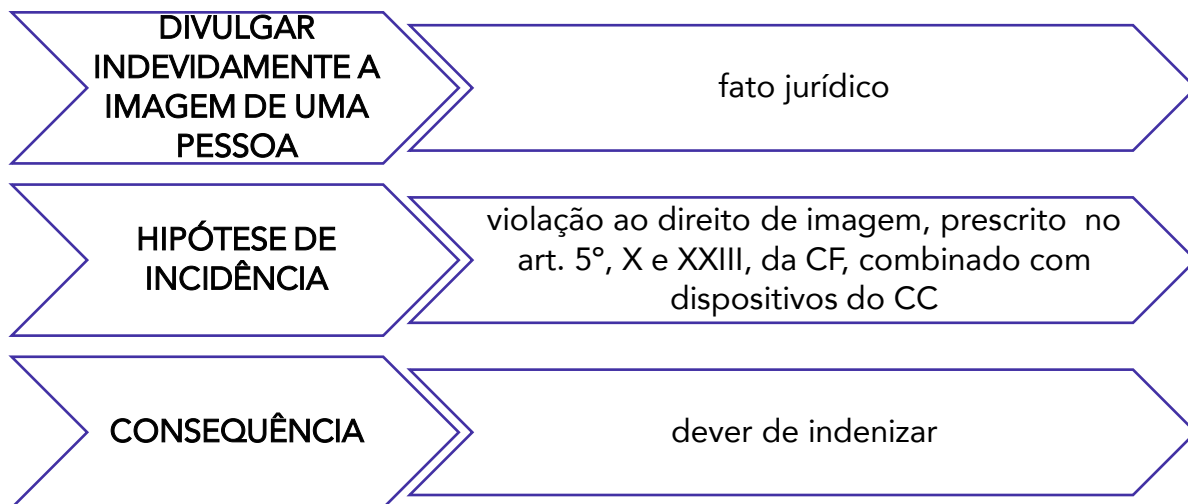 DIVULGAR
INDEVIDAMENTE A
IMAGEM DE UMA
PESSOA
fato jurídico
HIPÓTESE DE
INCIDÊNCIA
violação ao direito de imagem, prescrito no
art. 5º, X e XXIII, da CF, combinado com
dispositivos do CC
CONSEQUÊNCIA
dever de indenizar